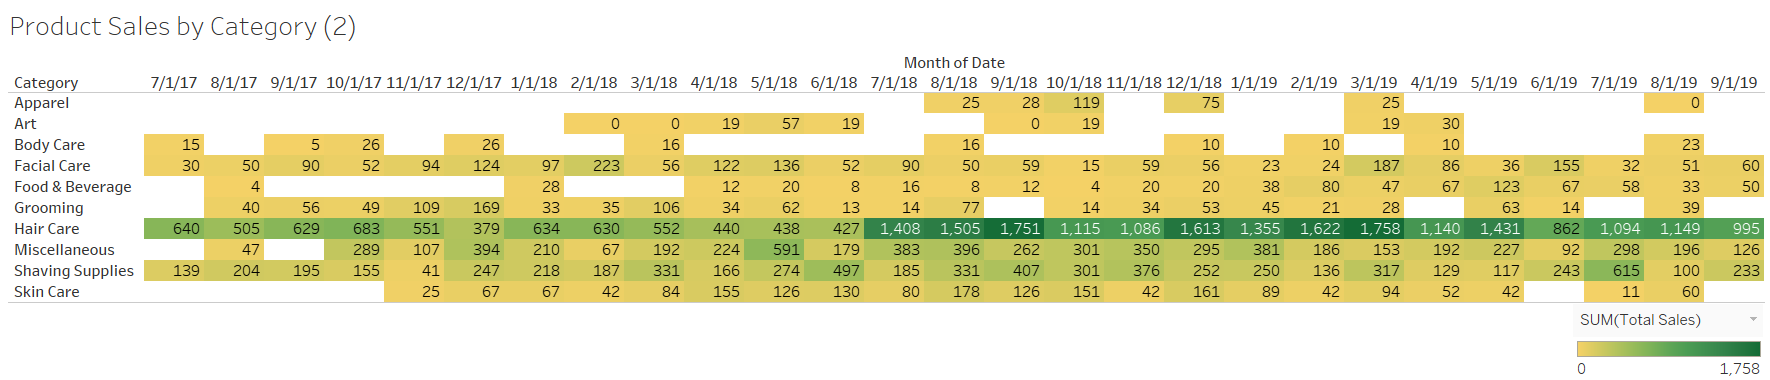 Product Sales by Category (2)
Month of Date
Category 7/1/17 8/1/17 9/1/17 10/1/17 11/1/17 12/1/17 1/1/18 2/1/18 3/1/18 4/1/18 5/1/18 6/1/18 7/1/18 8/1/18 9/1/18 10/1/18 11/1/18 12/1/18 1/1/19 2/1/19 3/1/19 4/1/19 5/1/19 6/1/19 7/1/19 8/1/19 9/1/19
Apparel 25 28 119 75 25 0
Art 0 0 19 57 19 0 19 19 30
Body Care 15 5 26 26 16 16 10 10 10 23
Facial Care 30 50 90 52 94 124 97 223 56 122 136 52 90 50 59 15 59 56 23 24 187 86 36 155 32 51 60
Food & Beverage 4 28 12 20 8 16 8 12 4 20 20 38 80 47 67 123 67 58 33 50
Grooming 40 56 49 109 169 33 35 106 34 62 13 14 77 14 34 53 45 21 28 63 14 39
Hair Care 640 505 629 683 551 379 634 630 552 440 438 427 1,408 1,505 1,751 1,115 1,086 1,613 1,355 1,622 1,758 1,140 1,431 862 1,094 1,149 995
Miscellaneous 47 289 107 394 210 67 192 224 591 179 383 396 262 301 350 295 381 186 153 192 227 92 298 196 126
Shaving Supplies 139 204 195 155 41 247 218 187 331 166 274 497 185 331 407 301 376 252 250 136 317 129 117 243 615 100 233
Skin Care 25 67 67 42 84 155 126 130 80 178 126 151 42 161 89 42 94 52 42 11 60
SUM(Total Sales)
0 1,758